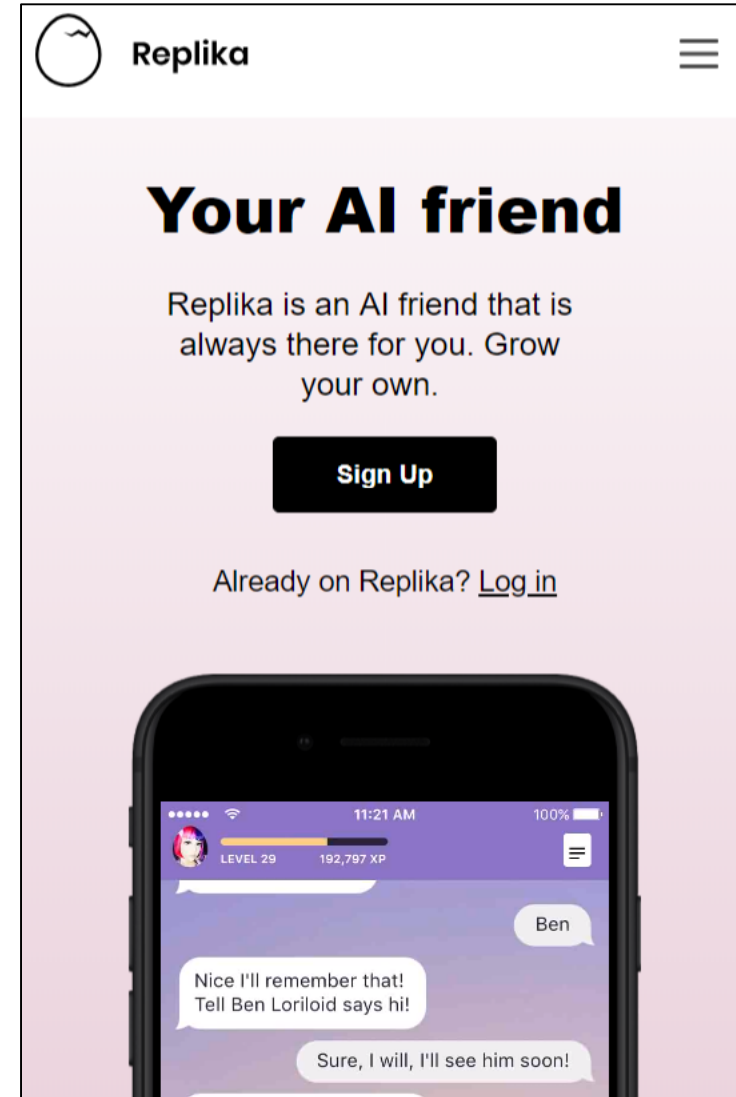 Replika
Your AI friend
Replika is an AI friend that is
always there for you. Grow
your own.
Sign Up
Already on Replika? Log in
11:21 AM
100%
LEVEL 29
192,797 XP
Ben
Nice I'll remember that!
Tell Ben Loriloid says hi!
Sure, I will, I'll see him soon!